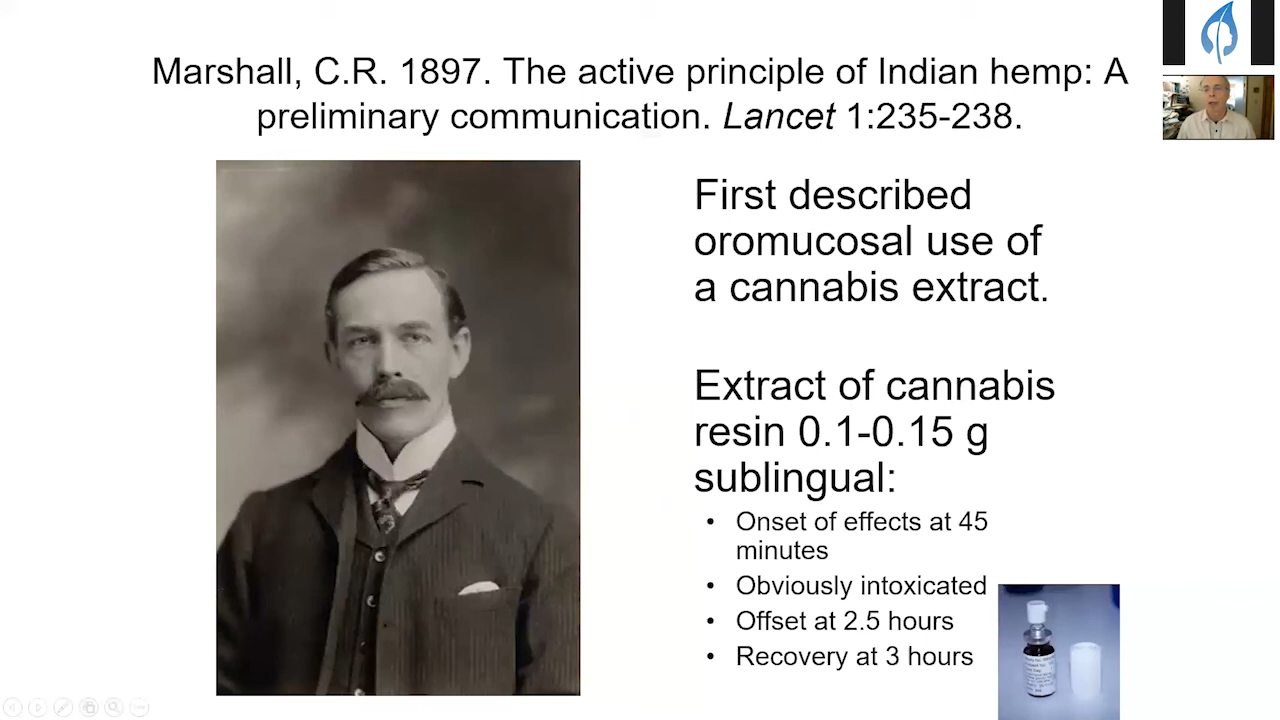 Marshall, C.R. 1897. The active principle of Indian hemp: A
preliminary communication. Lancet 1:235-238.
First described
oromucosal use of
a cannabis extract.
Extract of cannabis
resin 0.1-0.15 g
sublingual:
• Onset of effects at 45
minutes
• Obviously intoxicated
• Offset at 2.5 hours
• Recovery at 3 hours